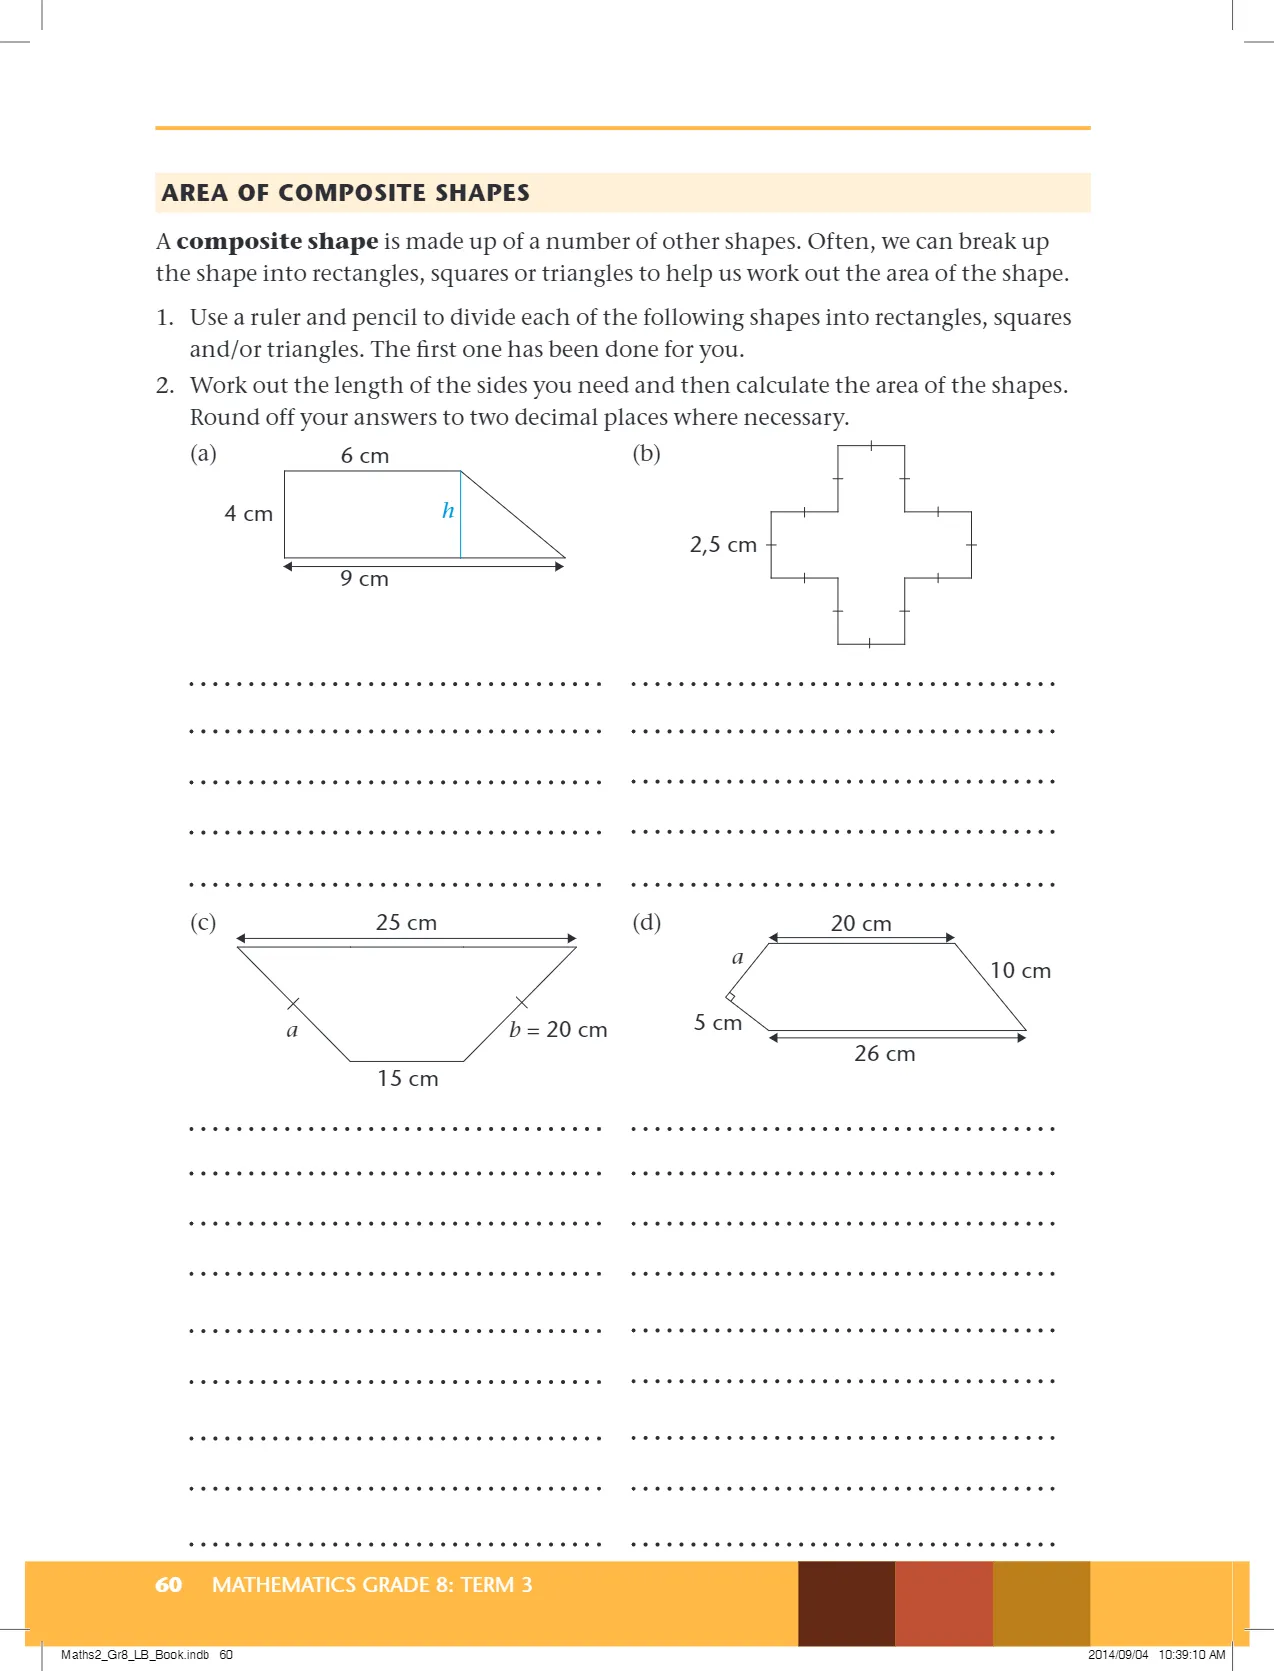 AREA OF COMPOSITE SHAPES
A composite shape is made up of a number of other shapes. Often, we can break up
the shape into rectangles, squares or triangles to help us work out the area of the shape.
1. Use a ruler and pencil to divide each of the following shapes into rectangles, squares
and/or triangles. The first one has been done for you.
2. Work out the length of the sides you need and then calculate the area of the shapes.
Round off your answers to two decimal places where necessary.
(a)
6 cm
4 cm
h
9 cm
(b)
2,5 cm
(c)
25 cm
a
b = 20 cm
15 cm
(d)
20 cm
a
10 cm
5 cm
26 cm
60 MATHEMATICS GRADE 8: TERM 3
Maths2_Gr8_LB_Book.indb 60
2014/09/04 10:39:10 AM